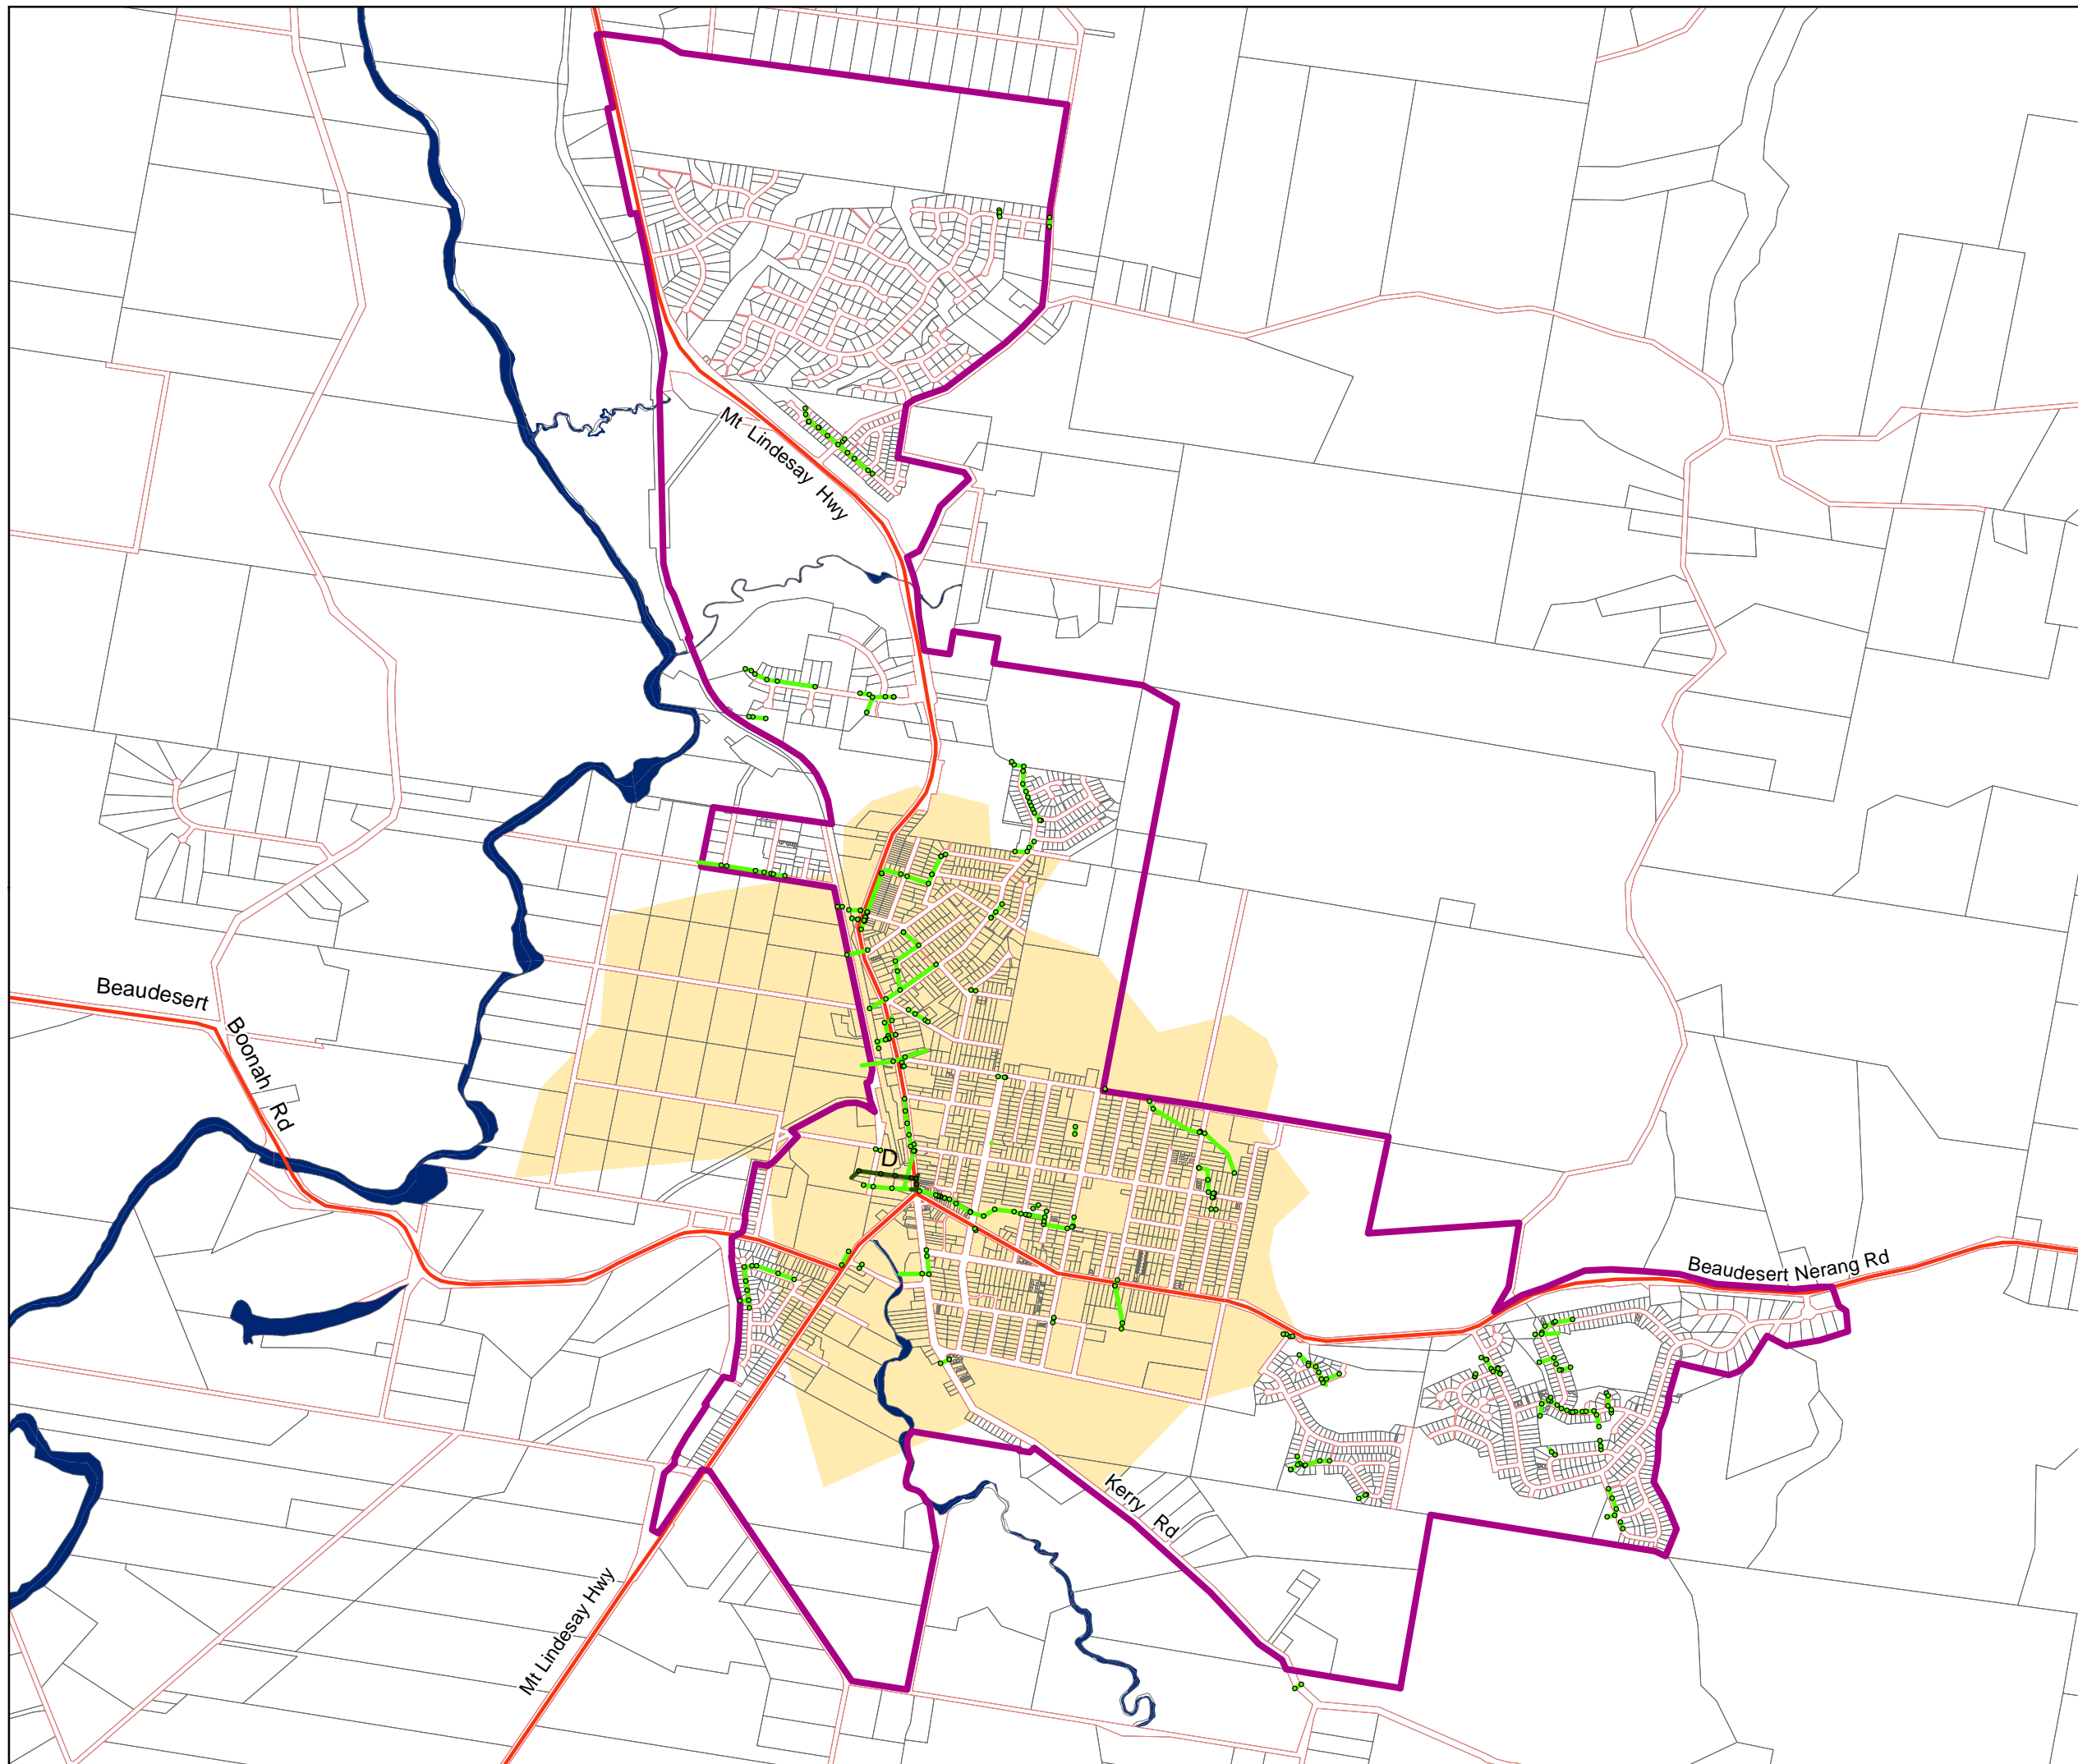 Mt Lindesay Hwy
Beaudesert
Boonah
Rd
D
Beaudesert Nerang Rd
Kerry Rd
Mt Lindesay Hwy